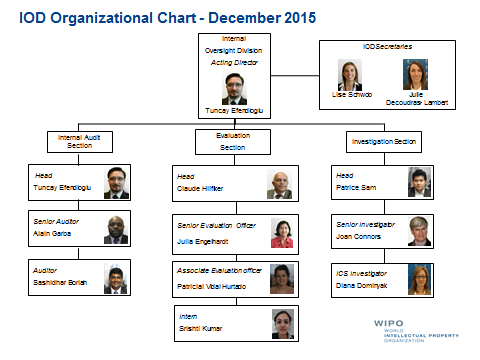 IOD Organizational Chart - December 2015
Internal
Oversight Division
Acting Director
Tuncay Efendioglu
IOD Secretaries
Lise Schwob
Julie
Decoudras Lambert
Internal Audit
Section
Evaluation
Section
Investigation Section
Head
Tuncay Efendioglu
Senior Auditor
Alain Garba
Auditor
Sashidhar Boriah
Head
Claude Hilfiker
Senior Evaluation Officer
Julia Engelhardt
Associate Evaluation officer
Patricial Vidal Hurtado
Intern
Srishti Kumar
Head
Patrice Sam
Senior investigator
Joan Connors
ICS Investigator
Diana Dominyak
WIPO
WORLD
INTELLECTUAL PROPERTY
ORGANIZATION